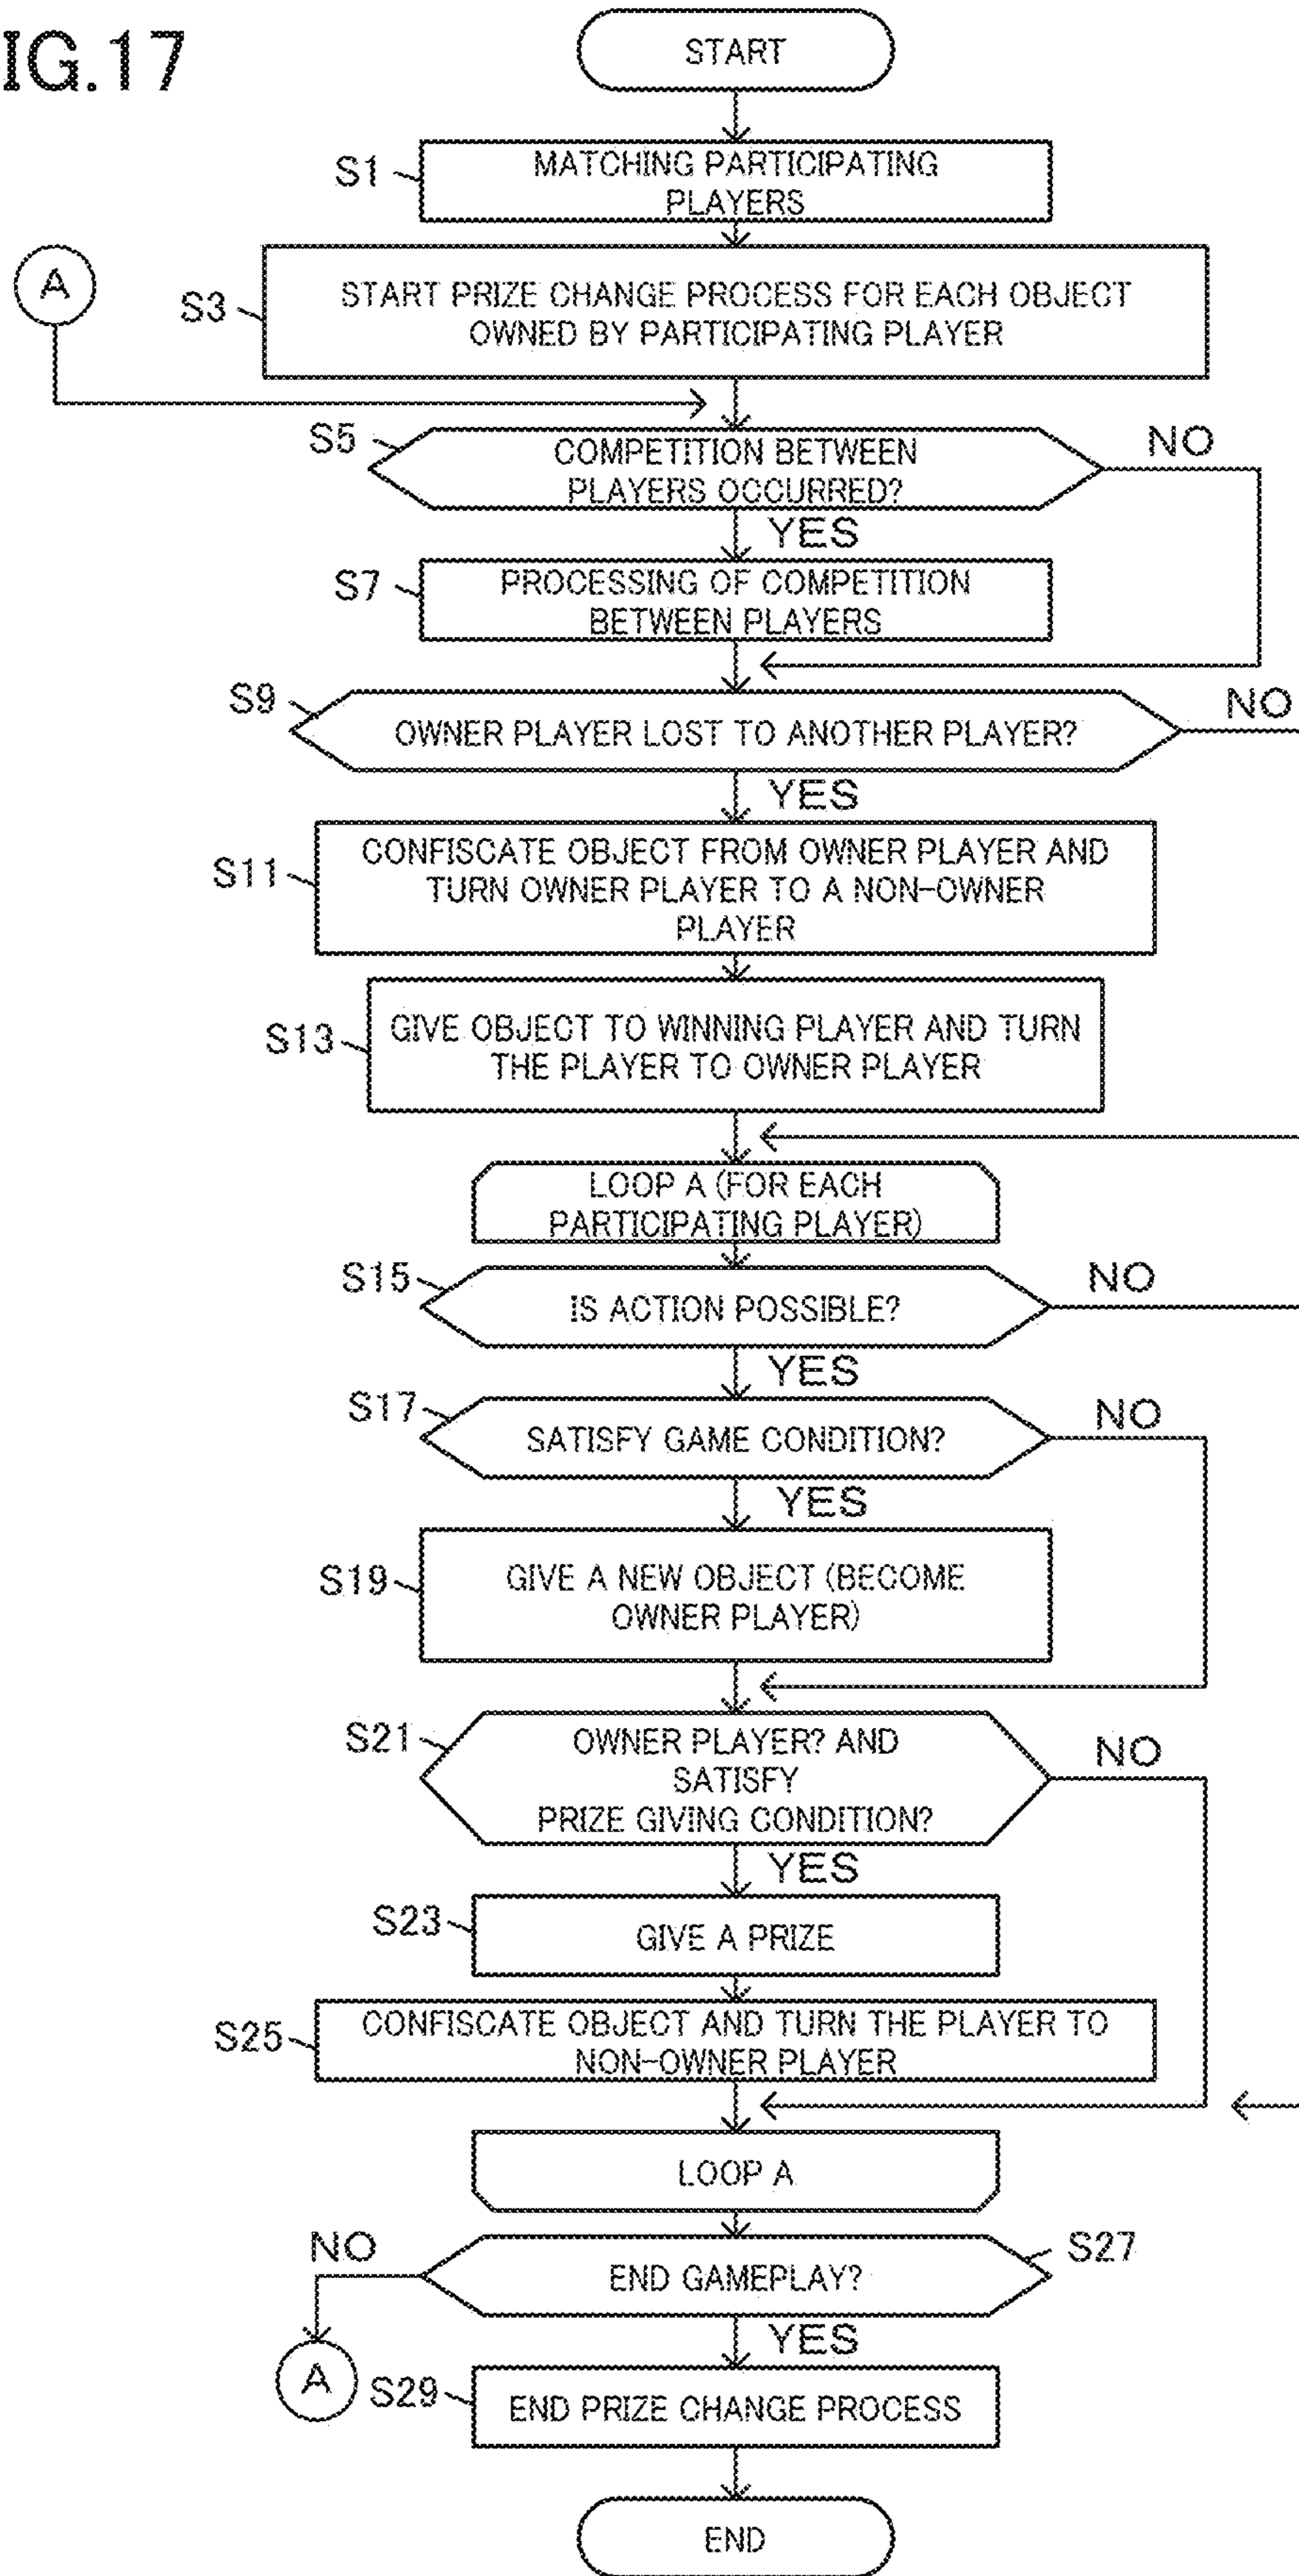 IG.17
START
S1
MATCHING PARTICIPATING
PLAYERS
A
S3
START PRIZE CHANGE PROCESS FOR EACH OBJECT
OWNED BY PARTICIPATING PLAYER
S5
COMPETITION BETWEEN
PLAYERS OCCURRED?
NO
YES
S7
PROCESSING OF COMPETITION
BETWEEN PLAYERS
S9
OWNER PLAYER LOST TO ANOTHER PLAYER?
NO
YES
S11
CONFISCATE OBJECT FROM OWNER PLAYER AND
TURN OWNER PLAYER TO A NON-OWNER
PLAYER
S13
GIVE OBJECT TO WINNING PLAYER AND TURN
THE PLAYER TO OWNER PLAYER
LOOP A (FOR EACH
PARTICIPATING PLAYER)
S15
IS ACTION POSSIBLE?
NO
YES
S17
SATISFY GAME CONDITION?
NO
YES
S19
GIVE A NEW OBJECT (BECOME
OWNER PLAYER)
S21
OWNER PLAYER? AND
SATISFY
PRIZE GIVING CONDITION?
NO
YES
S23
GIVE A PRIZE
S25
CONFISCATE OBJECT AND TURN THE PLAYER TO
NON-OWNER PLAYER
LOOP A
NO
END GAMEPLAY?
S27
YES
A
S29
END PRIZE CHANGE PROCESS
END